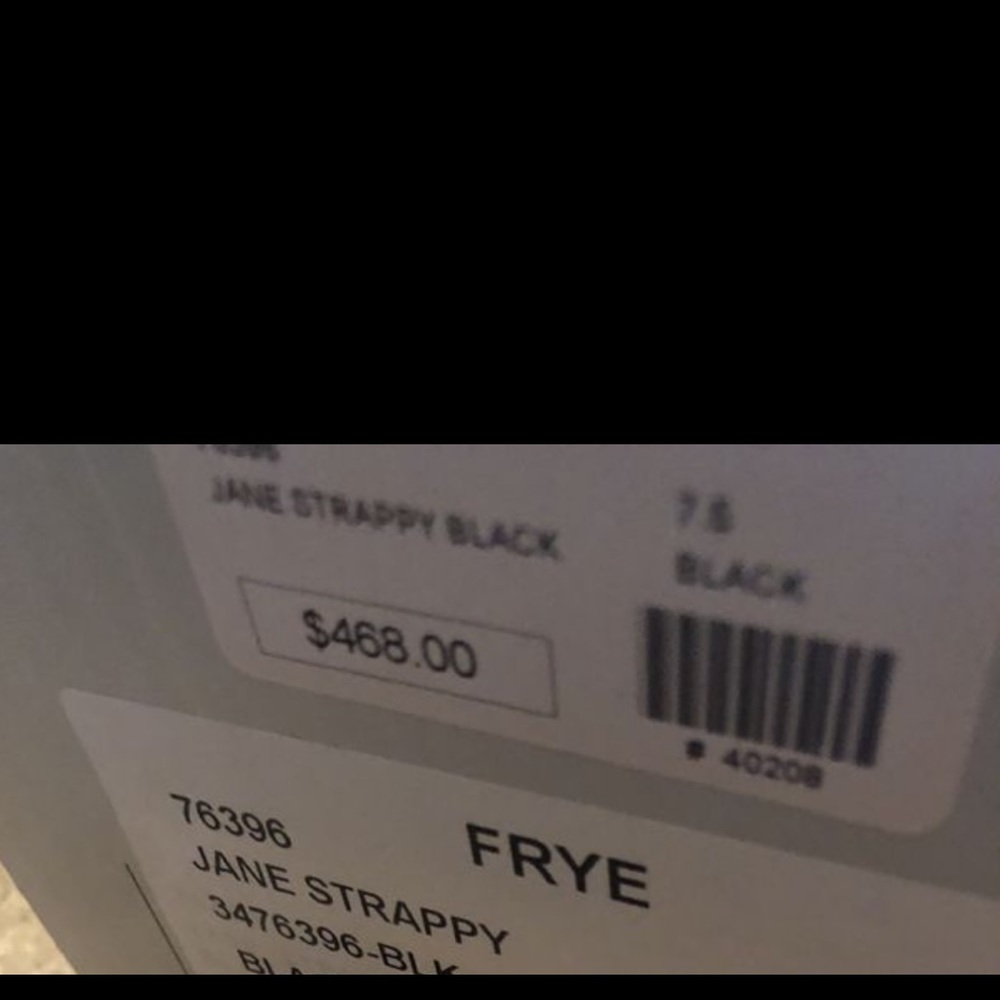 JANE STRAPPY BLACK
7.5
BLACK
$468.00
# 40208
76396
FRYE
JANE STRAPPY
3476396-BLK